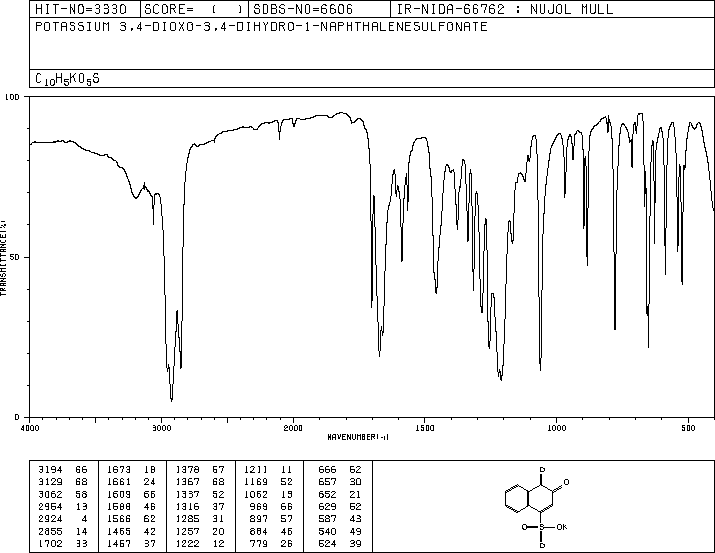 HIT-NO=3330 SCORE= ( ) SDBS-NO=6606 IR-NIDA-66762 : NUJOL MULL
POTASSIUM 3,4-DIOXO-3,4-DIHYDRO-1-NAPHTHALENESULFONATE
C10H5KO5S
100
50
0
TRANSMITTANCE(%)
4000 3000 2000 1500 1000 500
WAVENUMBER(-1)
3194 66 1673 18 1378 57 1211 11 666 62
3129 68 1661 24 1367 68 1169 52 657 30
3062 58 1609 66 1337 52 1062 13 652 21
2954 13 1588 46 1316 37 969 66 629 52
2924 4 1566 62 1285 31 897 57 587 43
2855 14 1465 42 1257 20 884 46 540 49
1702 33 1457 37 1222 12 779 26 524 39
O
O
O S OK
O